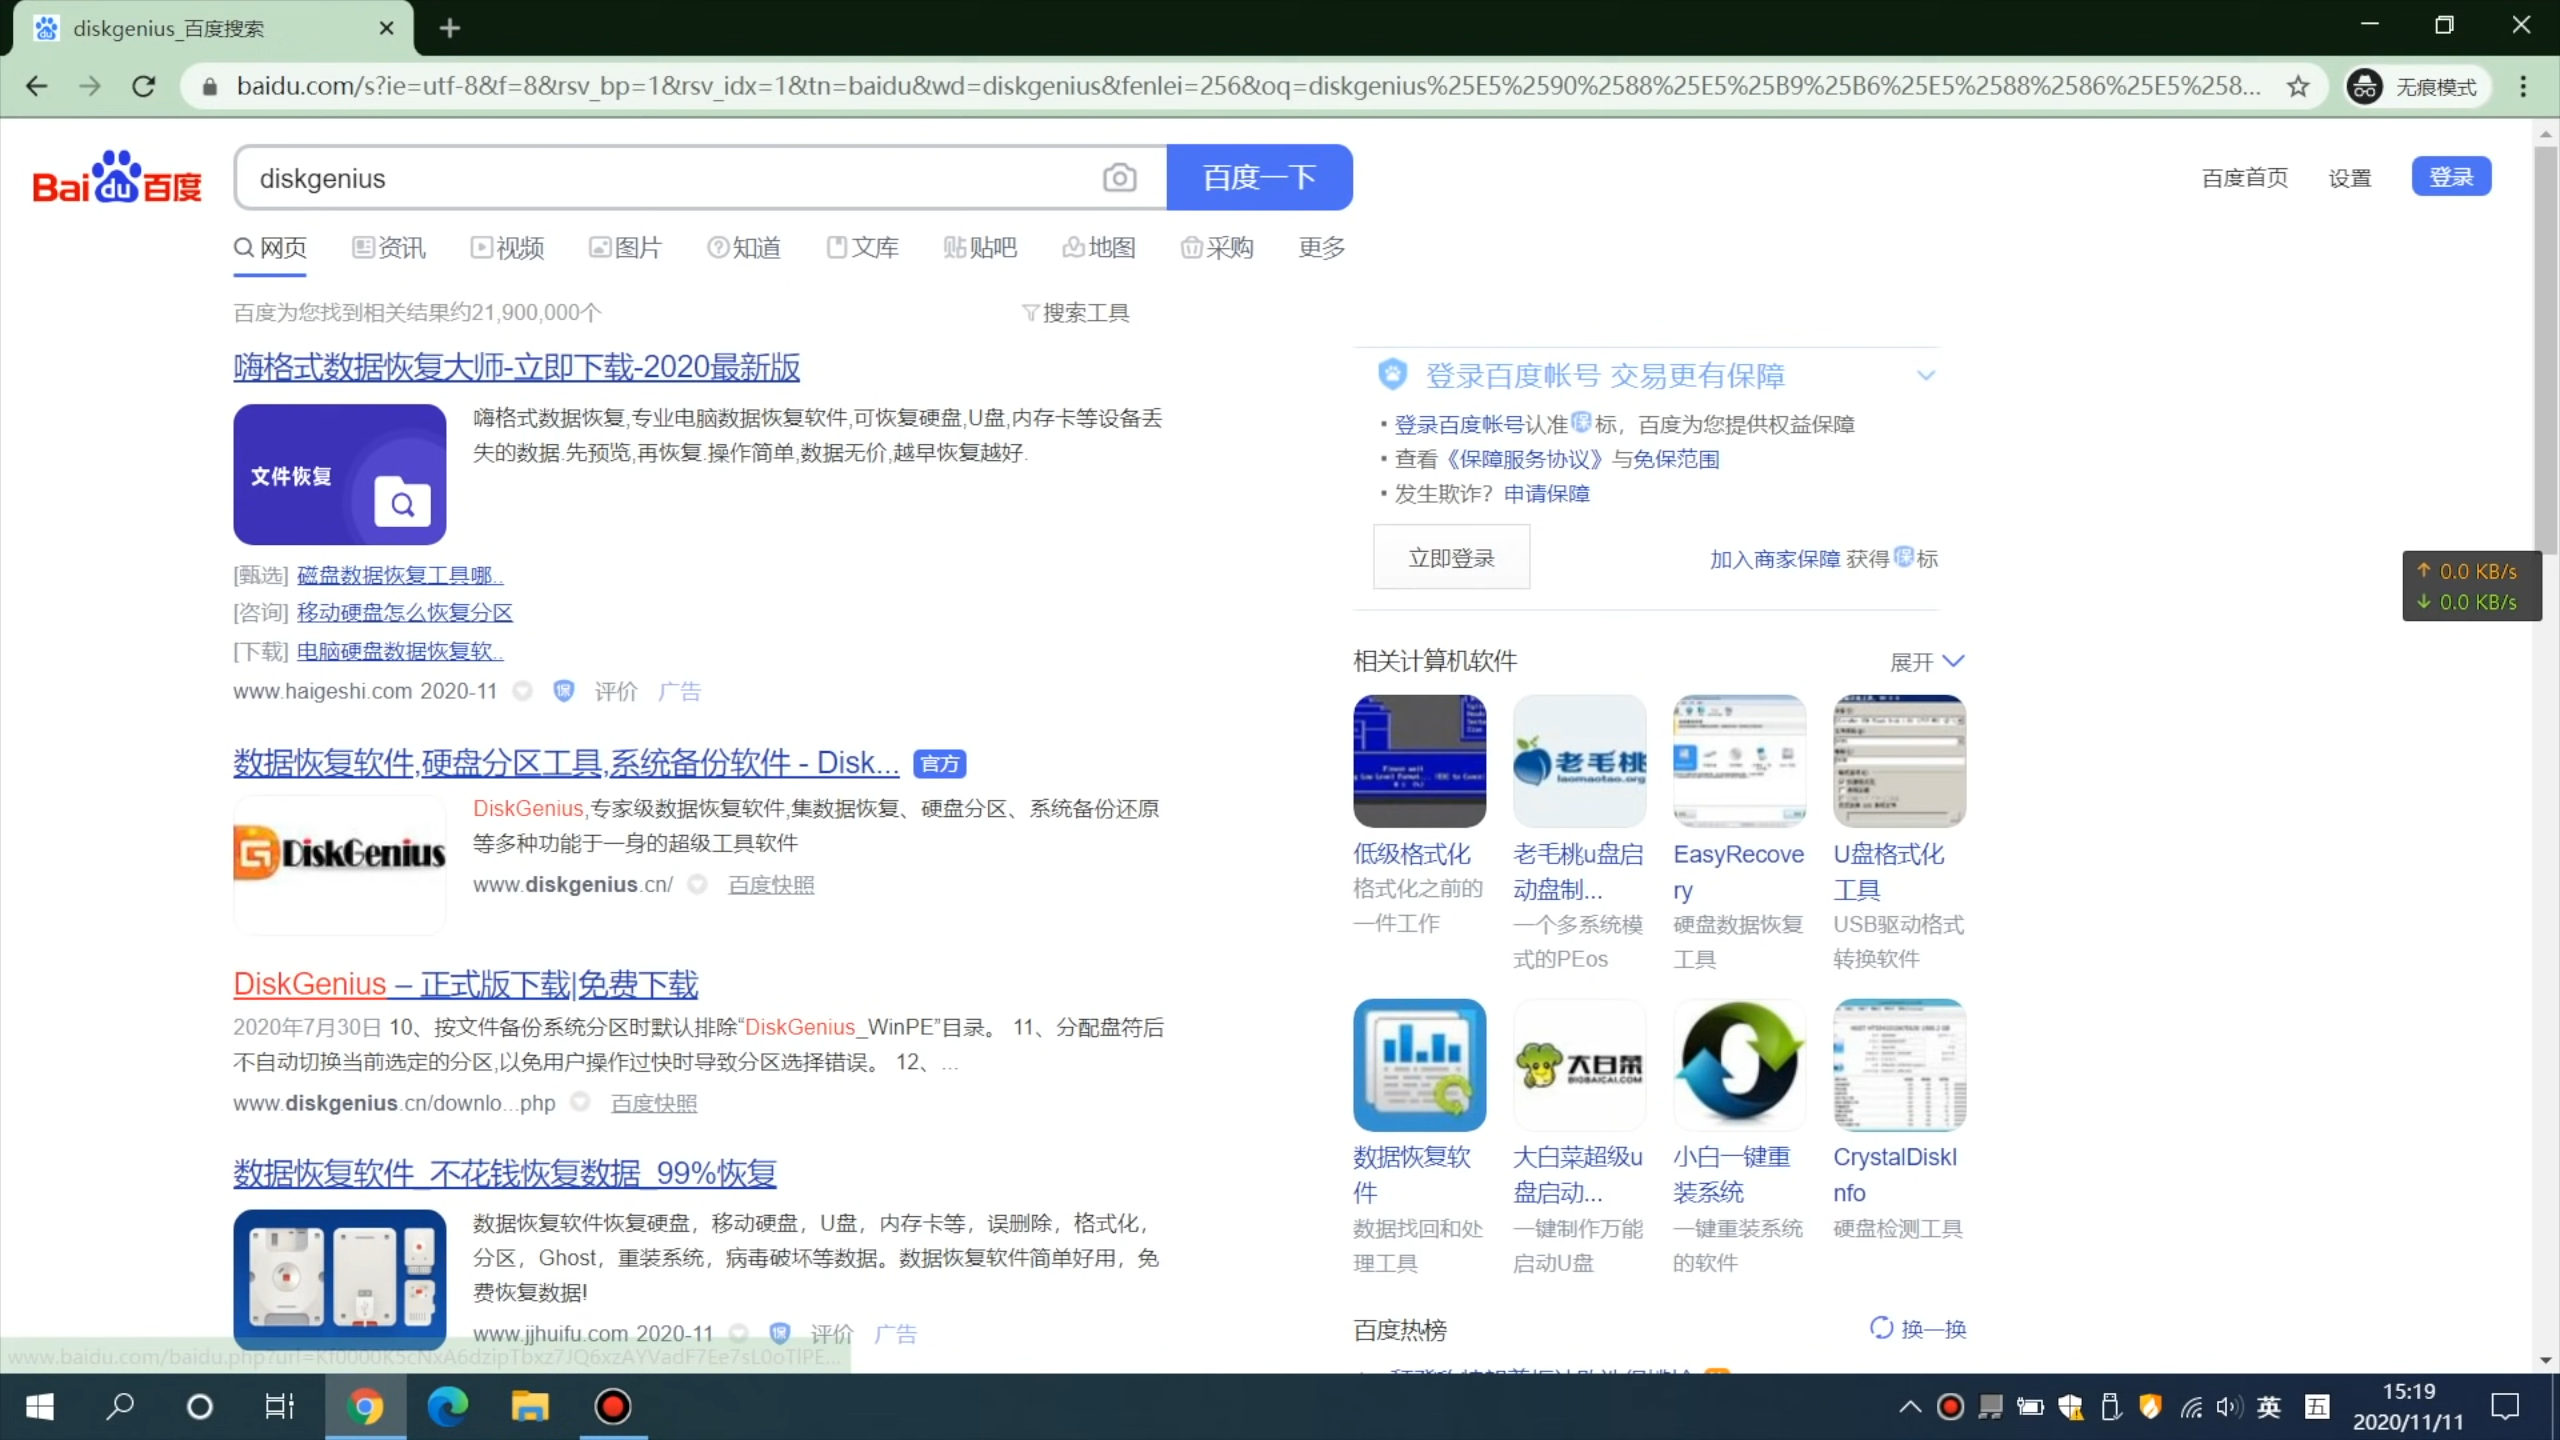 diskgenius_百度搜索
baidu.com/s?ie=utf-8&f=8&rsv_bp=1&rsv_idx=1&tn=baidu&wd=diskgenius&fenlei=256&oq=diskgenius%25E5%2590%2588%25E5%25B9%25B6%25E5%2588%2586%25E5%258...
无痕模式
Bai du 百度
diskgenius
百度一下
百度首页
设置
登录
网页
资讯
视频
图片
知道
文库
贴吧
地图
采购
更多
百度为您找到相关结果约21,900,000个
搜索工具
嗨格式数据恢复大师-立即下载-2020最新版
文件恢复
嗨格式数据恢复,专业电脑数据恢复软件,可恢复硬盘,U盘,内存卡等设备丢
失的数据.先预览,再恢复.操作简单,数据无价,越早恢复越好.
[甄选] 磁盘数据恢复工具哪..
[咨询] 移动硬盘怎么恢复分区
[下载] 电脑硬盘数据恢复软..
www.haigeshi.com 2020-11 保 评价 广告
数据恢复软件,硬盘分区工具,系统备份软件 - Disk... 官方
DiskGenius
DiskGenius,专家级数据恢复软件,集数据恢复、硬盘分区、系统备份还原
等多种功能于一身的超级工具软件
www.diskgenius.cn/ 百度快照
DiskGenius – 正式版下载|免费下载
2020年7月30日 10、按文件备份系统分区时默认排除“DiskGenius_WinPE”目录。 11、分配盘符后
不自动切换当前选定的分区,以免用户操作过快时导致分区选择错误。 12、...
www.diskgenius.cn/downlo...php 百度快照
数据恢复软件_不花钱恢复数据_99%恢复
数据恢复软件恢复硬盘，移动硬盘，U盘，内存卡等，误删除，格式化，
分区，Ghost，重装系统，病毒破坏等数据。数据恢复软件简单好用，免
费恢复数据!
www.jjhuifu.com 2020-11 保 评价 广告
登录百度帐号 交易更有保障
· 登录百度帐号认准保标，百度为您提供权益保障
· 查看《保障服务协议》与免保范围
· 发生欺诈？申请保障
立即登录
加入商家保障 获得保标
↑ 0.0 KB/s
↓ 0.0 KB/s
相关计算机软件
展开
老毛桃
laomaotao.org
低级格式化
格式化之前的
一件工作
老毛桃u盘启
动盘制...
一个多系统模
式的PEos
EasyRecove
ry
硬盘数据恢复
工具
U盘格式化
工具
USB驱动格式
转换软件
大白菜
数据恢复软
件
数据找回和处
理工具
大白菜超级u
盘启动...
一键制作万能
启动U盘
小白一键重
装系统
一键重装系统
的软件
CrystalDiskI
nfo
硬盘检测工具
百度热榜
换一换
英
五
15:19
2020/11/11